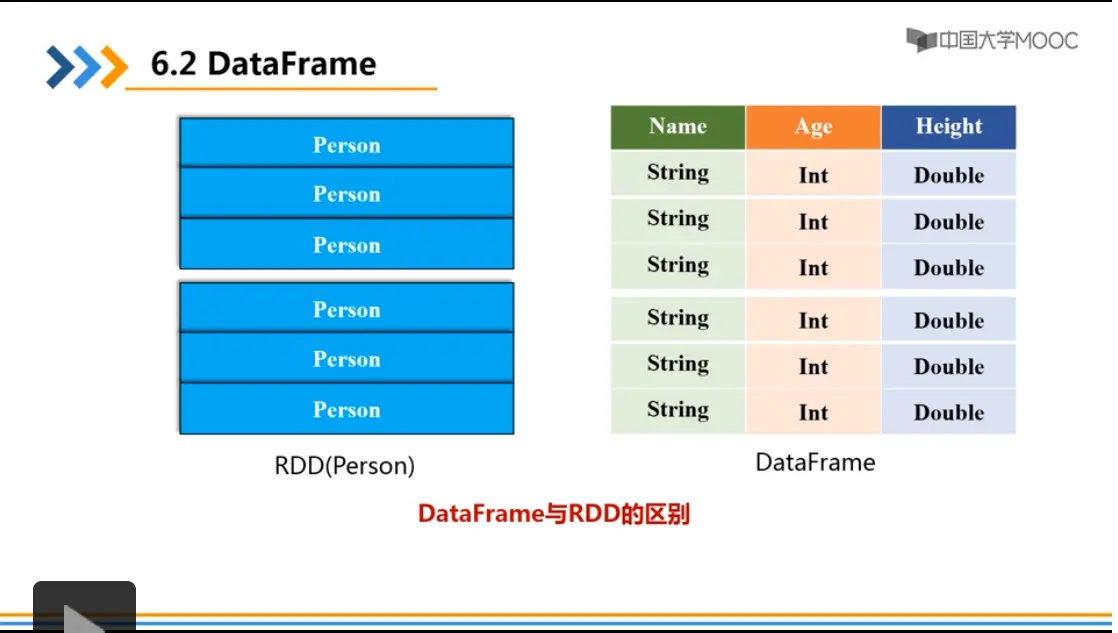 中国大学MOOC
6.2 DataFrame
Person
Person
Person
Person
Person
Person
RDD(Person)
Name Age Height
String Int Double
String Int Double
String Int Double
String Int Double
String Int Double
String Int Double
DataFrame
DataFrame与RDD的区别